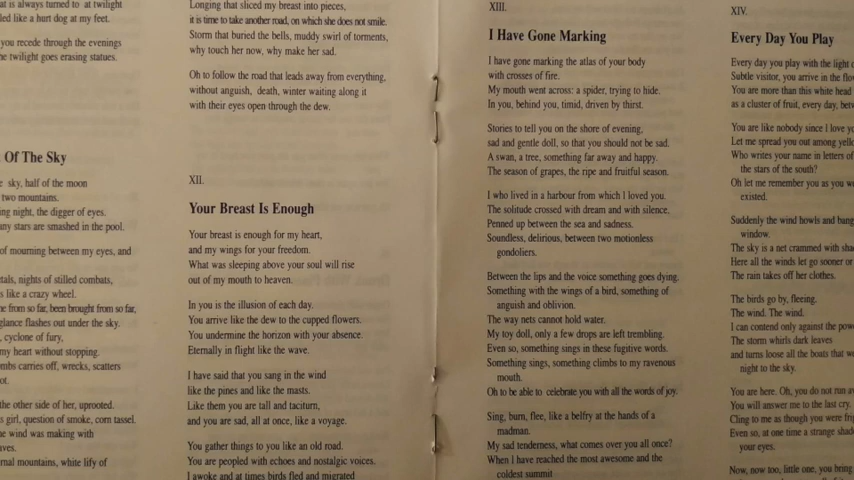 at is always turned to at twilight
led like a hurt dog at my feet.
you recede through the evenings
e twilight goes erasing statues.
Of The Sky
e sky, half of the moon
two mountains.
ing night, the digger of eyes.
any stars are smashed in the pool.
of mourning between my eyes, and
tals, nights of stilled combats,
s like a crazy wheel.
me from so far, been brought from so far,
glance flashes out under the sky.
, cyclone of fury,
my heart without stopping.
ombs carries off, wrecks, scatters
ot.
the other side of her, uprooted.
s girl, question of smoke, corn tassel.
the wind was making with
aves.
rnal mountains, white lify of
Longing that sliced my breast into pieces,
it is time to take another road, on which she does not smile.
Storm that buried the bells, muddy swirl of torments,
why touch her now, why make her sad.
Oh to follow the road that leads away from everything,
without anguish, death, winter waiting along it
with their eyes open through the dew.
XII.
Your Breast Is Enough
Your breast is enough for my heart,
and my wings for your freedom.
What was sleeping above your soul will rise
out of my mouth to heaven.
In you is the illusion of each day.
You arrive like the dew to the cupped flowers.
You undermine the horizon with your absence.
Eternally in flight like the wave.
I have said that you sang in the wind
like the pines and like the masts.
Like them you are tall and taciturn,
and you are sad, all at once, like a voyage.
You gather things to you like an old road.
You are peopled with echoes and nostalgic voices.
I awoke and at times birds fled and migrated
XIII.
I Have Gone Marking
I have gone marking the atlas of your body
with crosses of fire.
My mouth went across: a spider, trying to hide.
In you, behind you, timid, driven by thirst.
Stories to tell you on the shore of evening,
sad and gentle doll, so that you should not be sad.
A swan, a tree, something far away and happy.
The season of grapes, the ripe and fruitful season.
I who lived in a harbour from which I loved you.
The solitude crossed with dream and with silence.
Penned up between the sea and sadness.
Soundless, delirious, between two motionless
gondoliers.
Between the lips and the voice something goes dying.
Something with the wings of a bird, something of
anguish and oblivion.
The way nets cannot hold water.
My toy doll, only a few drops are left trembling.
Even so, something sings in these fugitive words.
Something sings, something climbs to my ravenous
mouth.
Oh to be able to celebrate you with all the words of joy.
Sing, burn, flee, like a belfry at the hands of a
madman.
My sad tenderness, what comes over you all at once?
When I have reached the most awesome and the
coldest summit
XIV.
Every Day You Play
Every day you play with the light o
Subtle visitor, you arrive in the flow
You are more than this white head
as a cluster of fruit, every day, betw
You are like nobody since I love yo
Let me spread you out among yello
Who writes your name in letters of
the stars of the south?
Oh let me remember you as you w
existed.
Suddenly the wind howls and bang
window.
The sky is a net crammed with sha
Here all the winds let go sooner or
The rain takes off her clothes.
The birds go by, fleeing.
The wind. The wind.
I can contend only against the powe
The storm whirls dark leaves
and turns loose all the boats that we
night to the sky.
You are here. Oh, you do not run aw
You will answer me to the last cry.
Cling to me as though you were frig
Even so, at one time a strange shad
your eyes.
Now, now too, little one, you bring